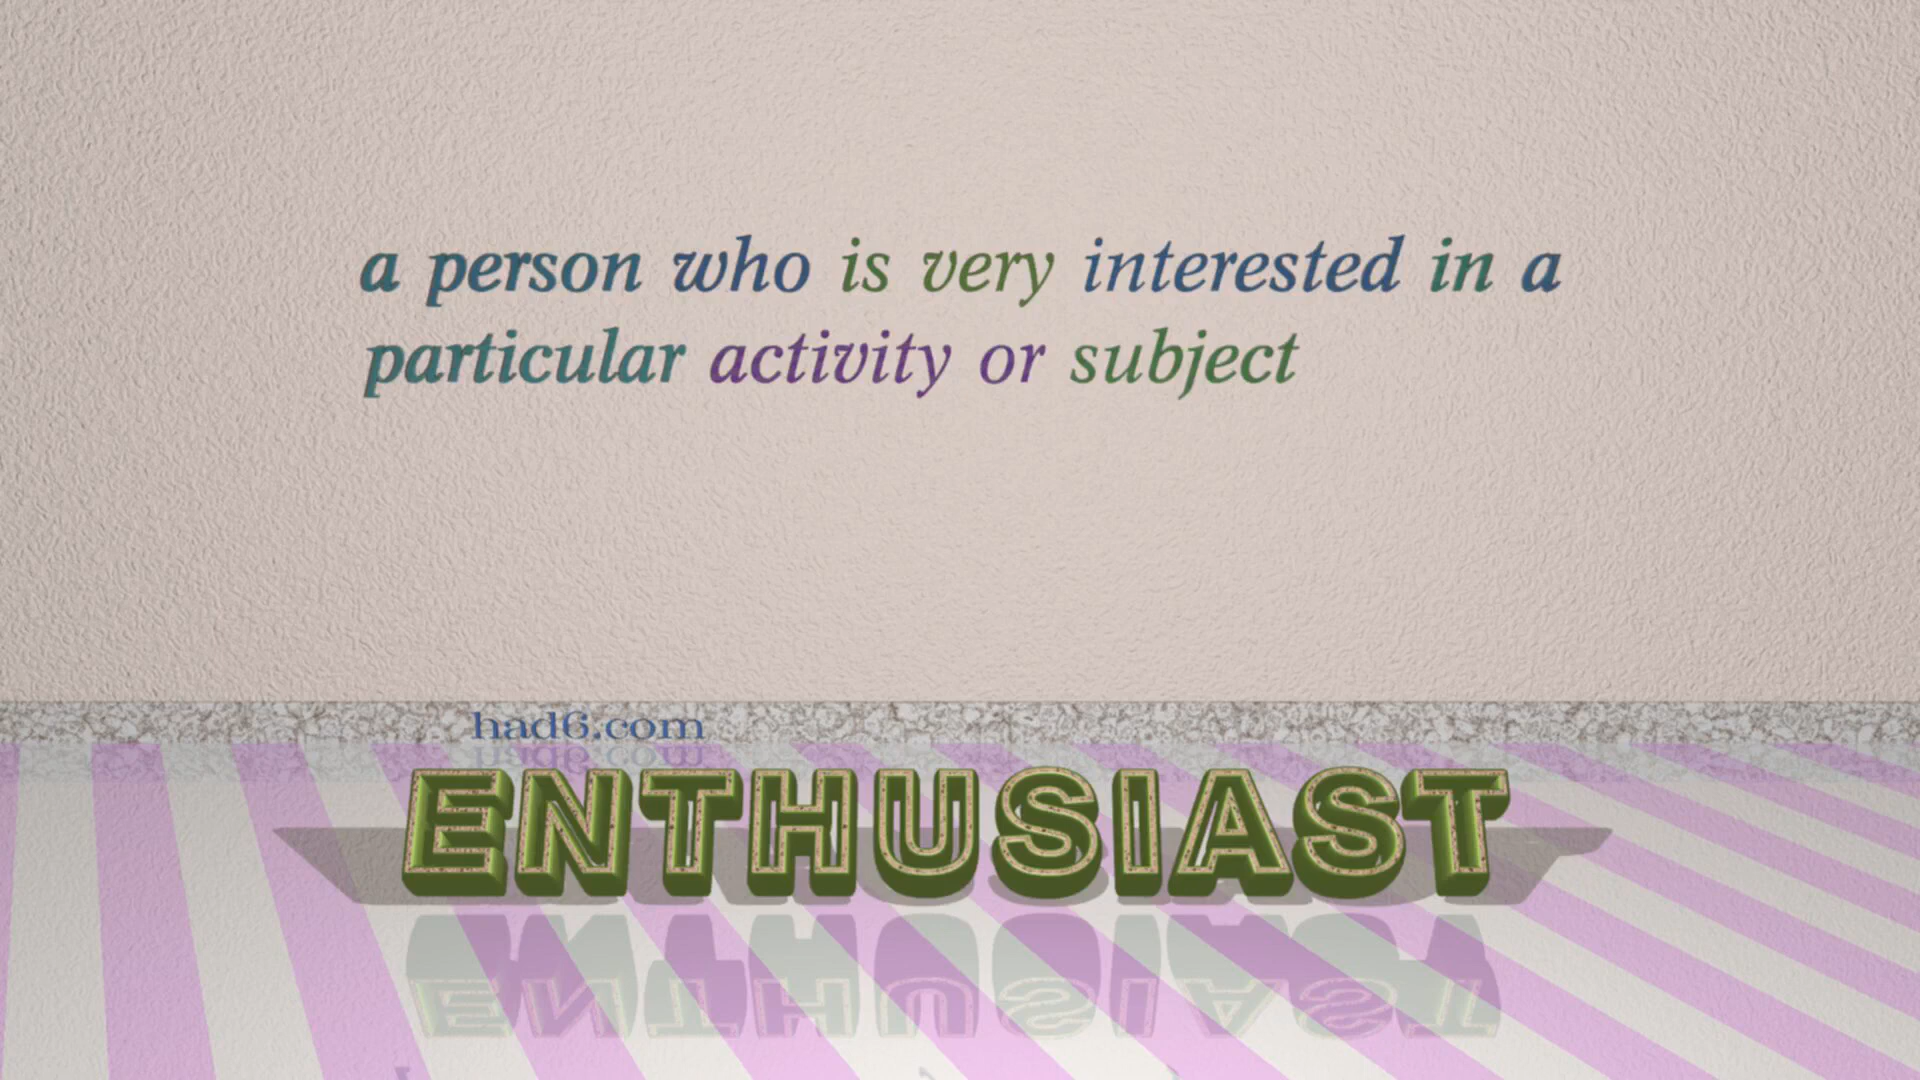 a person who is very interested in a
particular activity or subject
had6.com
ENTHUSIAST